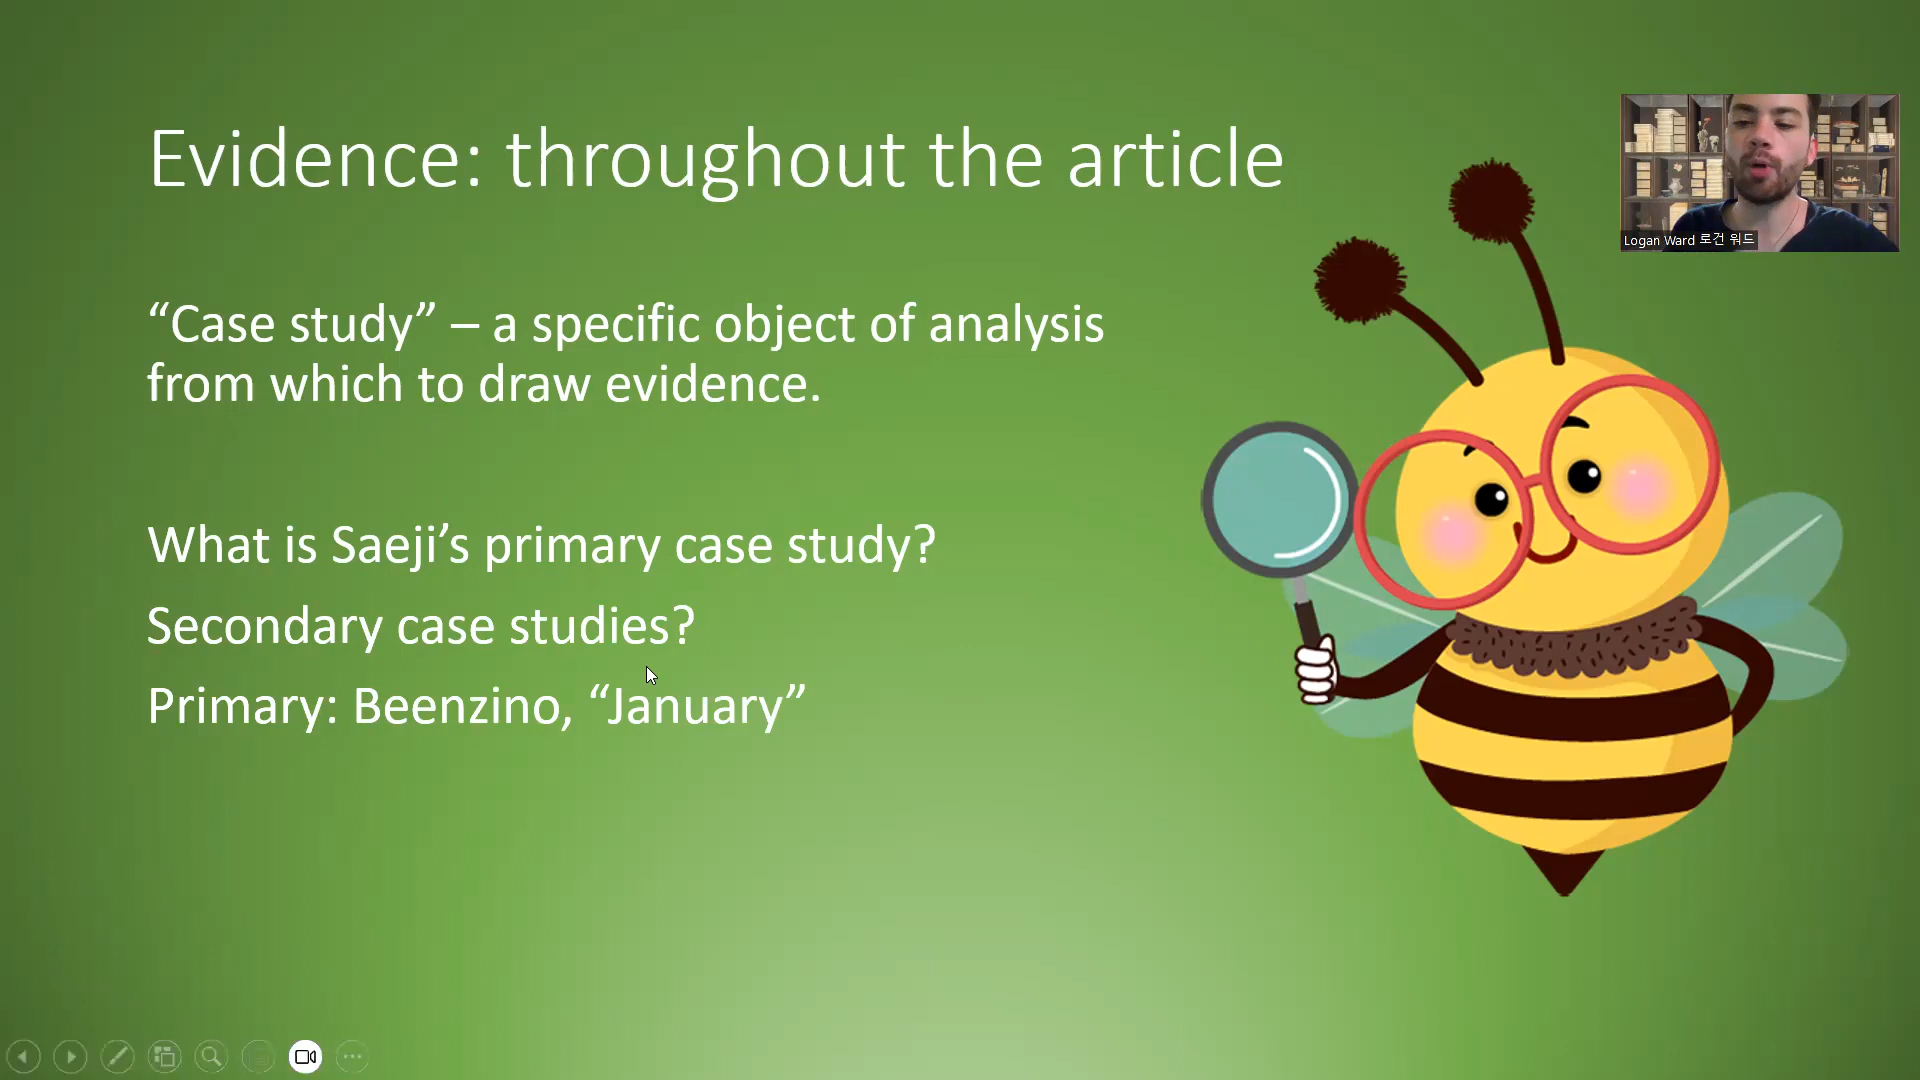 Evidence: throughout the article
“Case study” – a specific object of analysis
from which to draw evidence.
What is Saeji’s primary case study?
Secondary case studies?
Primary: Beenzino, “January”
Logan Ward 로건 워드